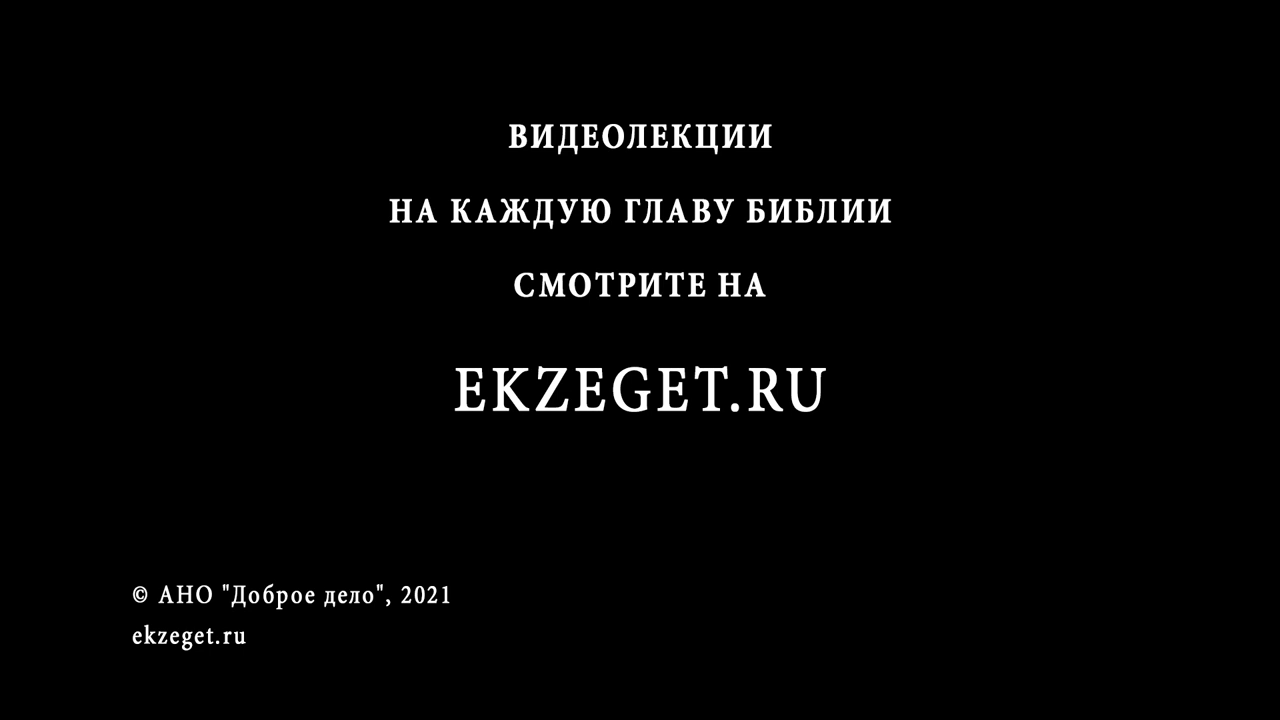 ВИДЕОЛЕКЦИИ
НА КАЖДУЮ ГЛАВУ БИБЛИИ
СМОТРИТЕ НА
EKZEGET.RU
© АНО "Доброе дело", 2021
ekzeget.ru